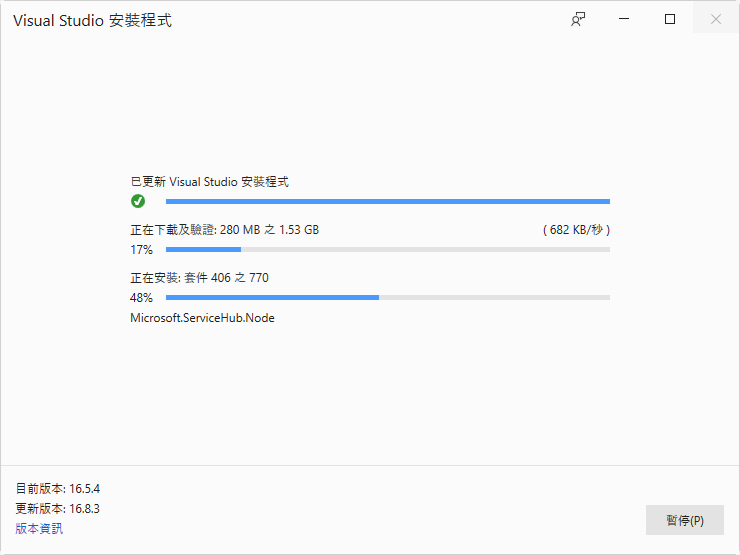 Visual Studio 安裝程式
已更新 Visual Studio 安裝程式
正在下載及驗證: 280 MB 之 1.53 GB ( 682 KB/秒 )
17%
正在安裝: 套件 406 之 770
48%
Microsoft.ServiceHub.Node
目前版本: 16.5.4
更新版本: 16.8.3
版本資訊
暫停(P)